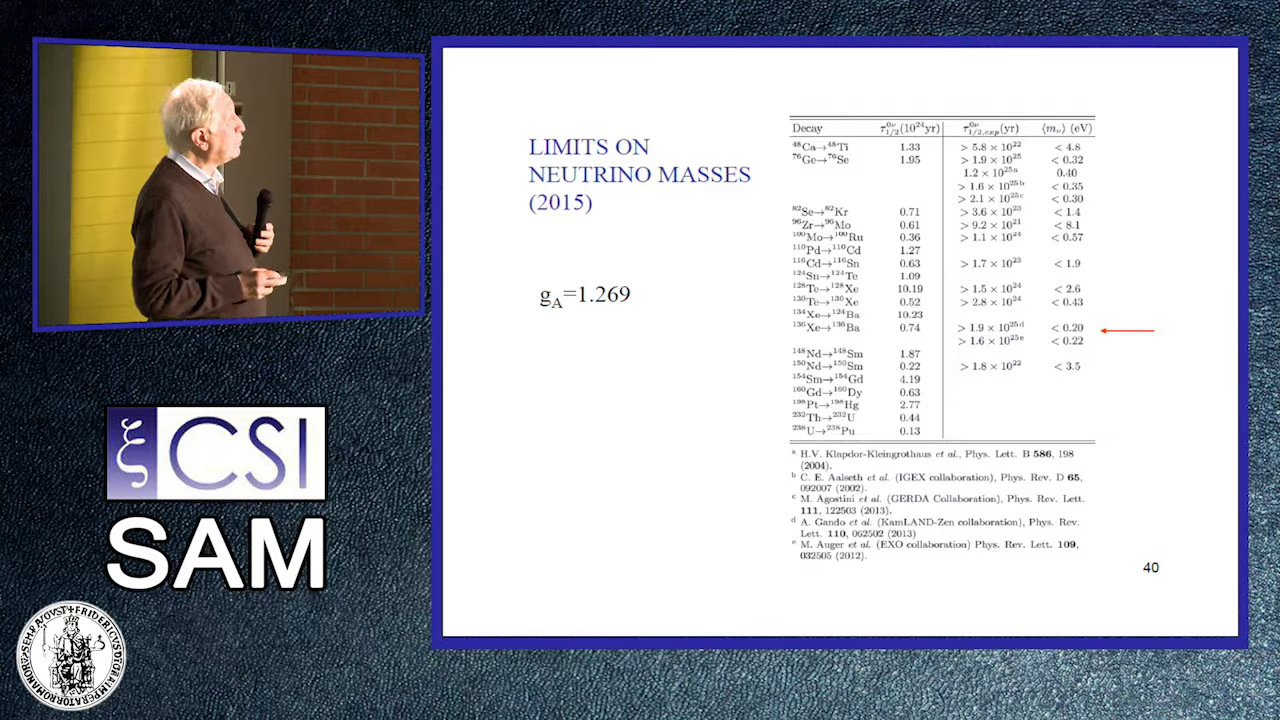 LIMITS ON
NEUTRINO MASSES
(2015)
g_A=1.269
Decay τ^{0ν}_{1/2}(10^{24}yr) τ^{0ν}_{1/2,exp}(yr) ⟨m_ν⟩ (eV)
⁴⁸Ca→⁴⁸Ti 1.33 > 5.8 × 10²² < 4.8
⁷⁶Ge→⁷⁶Se 1.95 > 1.9 × 10²⁵ < 0.32
1.2 × 10²⁵ᵃ 0.40
> 1.6 × 10²⁵ᵇ < 0.35
> 2.1 × 10²⁵ᶜ < 0.30
⁸²Se→⁸²Kr 0.71 > 3.6 × 10²³ < 1.4
⁹⁶Zr→⁹⁶Mo 0.61 > 9.2 × 10²¹ < 8.1
¹⁰⁰Mo→¹⁰⁰Ru 0.36 > 1.1 × 10²⁴ < 0.57
¹¹⁰Pd→¹¹⁰Cd 1.27
¹¹⁶Cd→¹¹⁶Sn 0.63 > 1.7 × 10²³ < 1.9
¹²⁴Sn→¹²⁴Te 1.09
¹²⁸Te→¹²⁸Xe 10.19 > 1.5 × 10²⁴ < 2.6
¹³⁰Te→¹³⁰Xe 0.52 > 2.8 × 10²⁴ < 0.43
¹³⁴Xe→¹²⁴Ba 10.23
¹³⁶Xe→¹³⁶Ba 0.74 > 1.9 × 10²⁵ᵈ < 0.20
> 1.6 × 10²⁵ᵉ < 0.22
¹⁴⁸Nd→¹⁴⁸Sm 1.87
¹⁵⁰Nd→¹⁵⁰Sm 0.22 > 1.8 × 10²² < 3.5
¹⁵⁴Sm→¹⁵⁴Gd 4.19
¹⁶⁰Gd→¹⁶⁰Dy 0.63
¹⁹⁸Pt→¹⁹⁸Hg 2.77
²³²Th→²³²U 0.44
²³⁸U→²³⁸Pu 0.13
ᵃ H.V. Klapdor-Kleingrothaus et al., Phys. Lett. B 586, 198
(2004).
ᵇ C. E. Aalseth et al. (IGEX collaboration), Phys. Rev. D 65,
092007 (2002).
ᶜ M. Agostini et al. (GERDA Collaboration), Phys. Rev. Lett.
111, 122503 (2013).
ᵈ A. Gando et al. (KamLAND-Zen collaboration), Phys. Rev.
Lett. 110, 062502 (2013)
ᵉ M. Auger et al. (EXO collaboration) Phys. Rev. Lett. 109,
032505 (2012).
40
ξ CSI
SAM